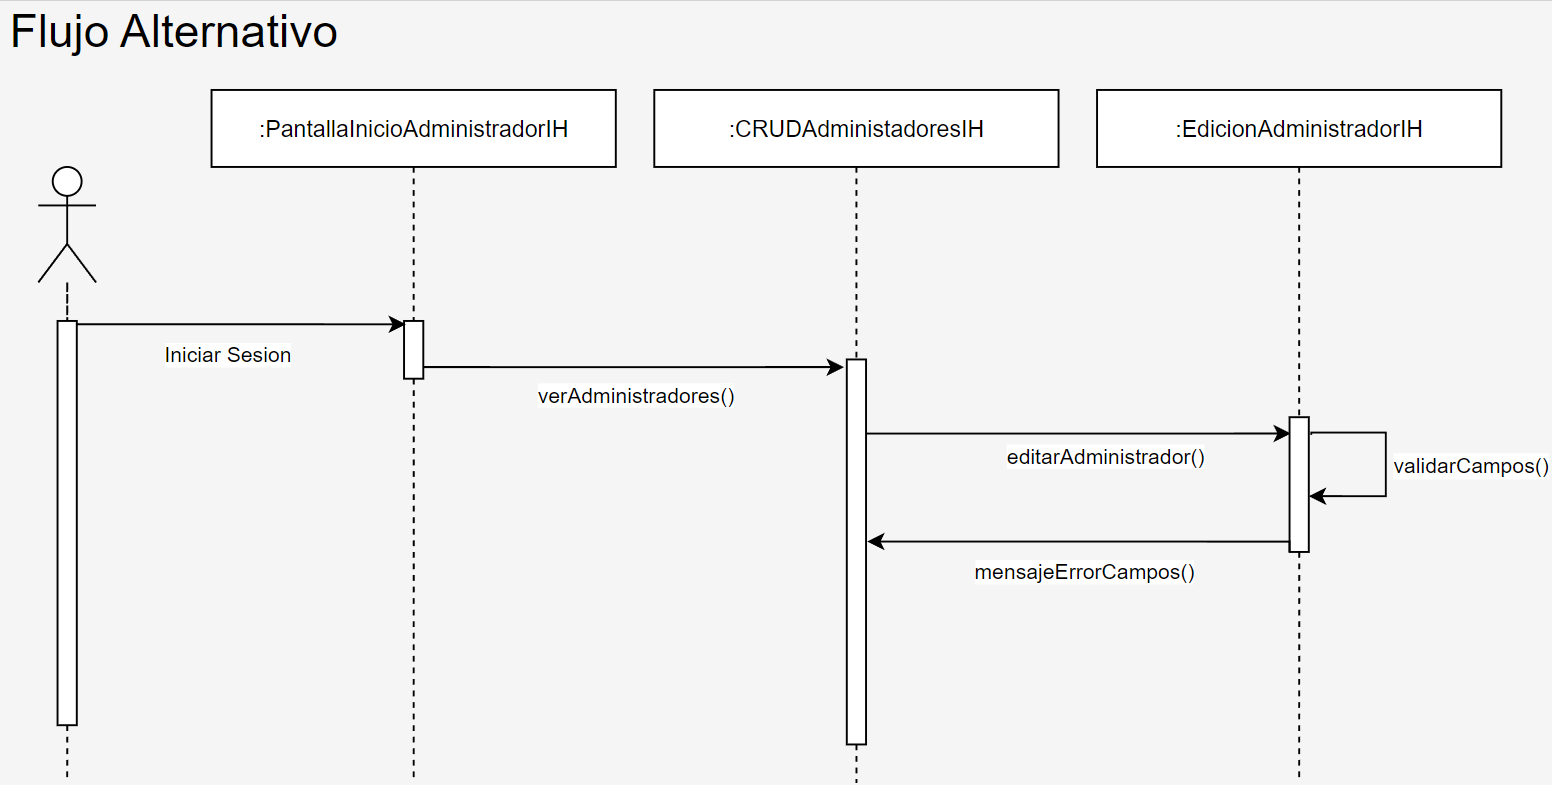 Flujo Alternativo
:PantallaInicioAdministradorIH
:CRUDAdministadoresIH
:EdicionAdministradorIH
Iniciar Sesion
verAdministradores()
editarAdministrador()
validarCampos()
mensajeErrorCampos()